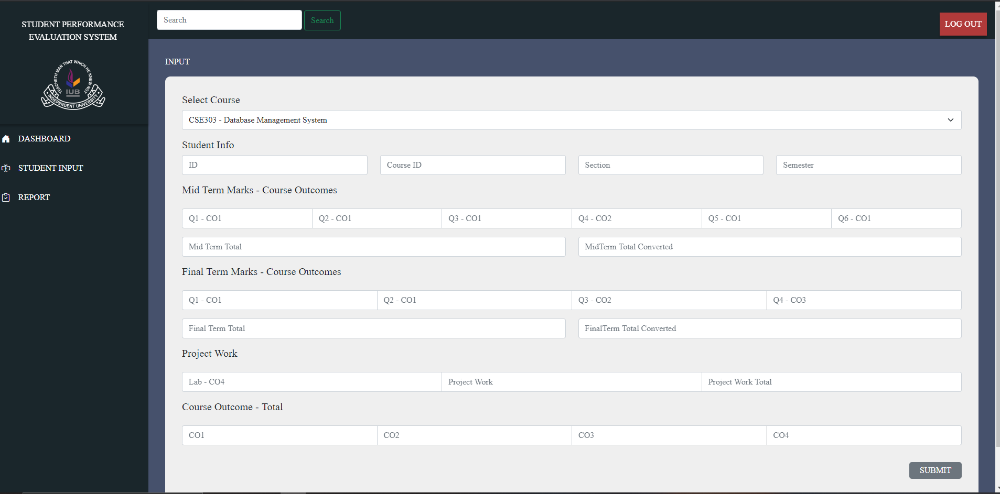 STUDENT PERFORMANCE
EVALUATION SYSTEM
TEACHETH MAN THAT WHICH HE KNEW NOT
IUB
INDEPENDENT UNIVERSITY
DASHBOARD
STUDENT INPUT
REPORT
Search Search LOG OUT
INPUT
Select Course
CSE303 - Database Management System
Student Info
ID Course ID Section Semester
Mid Term Marks - Course Outcomes
Q1 - CO1 Q2 - CO1 Q3 - CO1 Q4 - CO2 Q5 - CO1 Q6 - CO1
Mid Term Total MidTerm Total Converted
Final Term Marks - Course Outcomes
Q1 - CO1 Q2 - CO1 Q3 - CO2 Q4 - CO3
Final Term Total FinalTerm Total Converted
Project Work
Lab - CO4 Project Work Project Work Total
Course Outcome - Total
CO1 CO2 CO3 CO4
SUBMIT